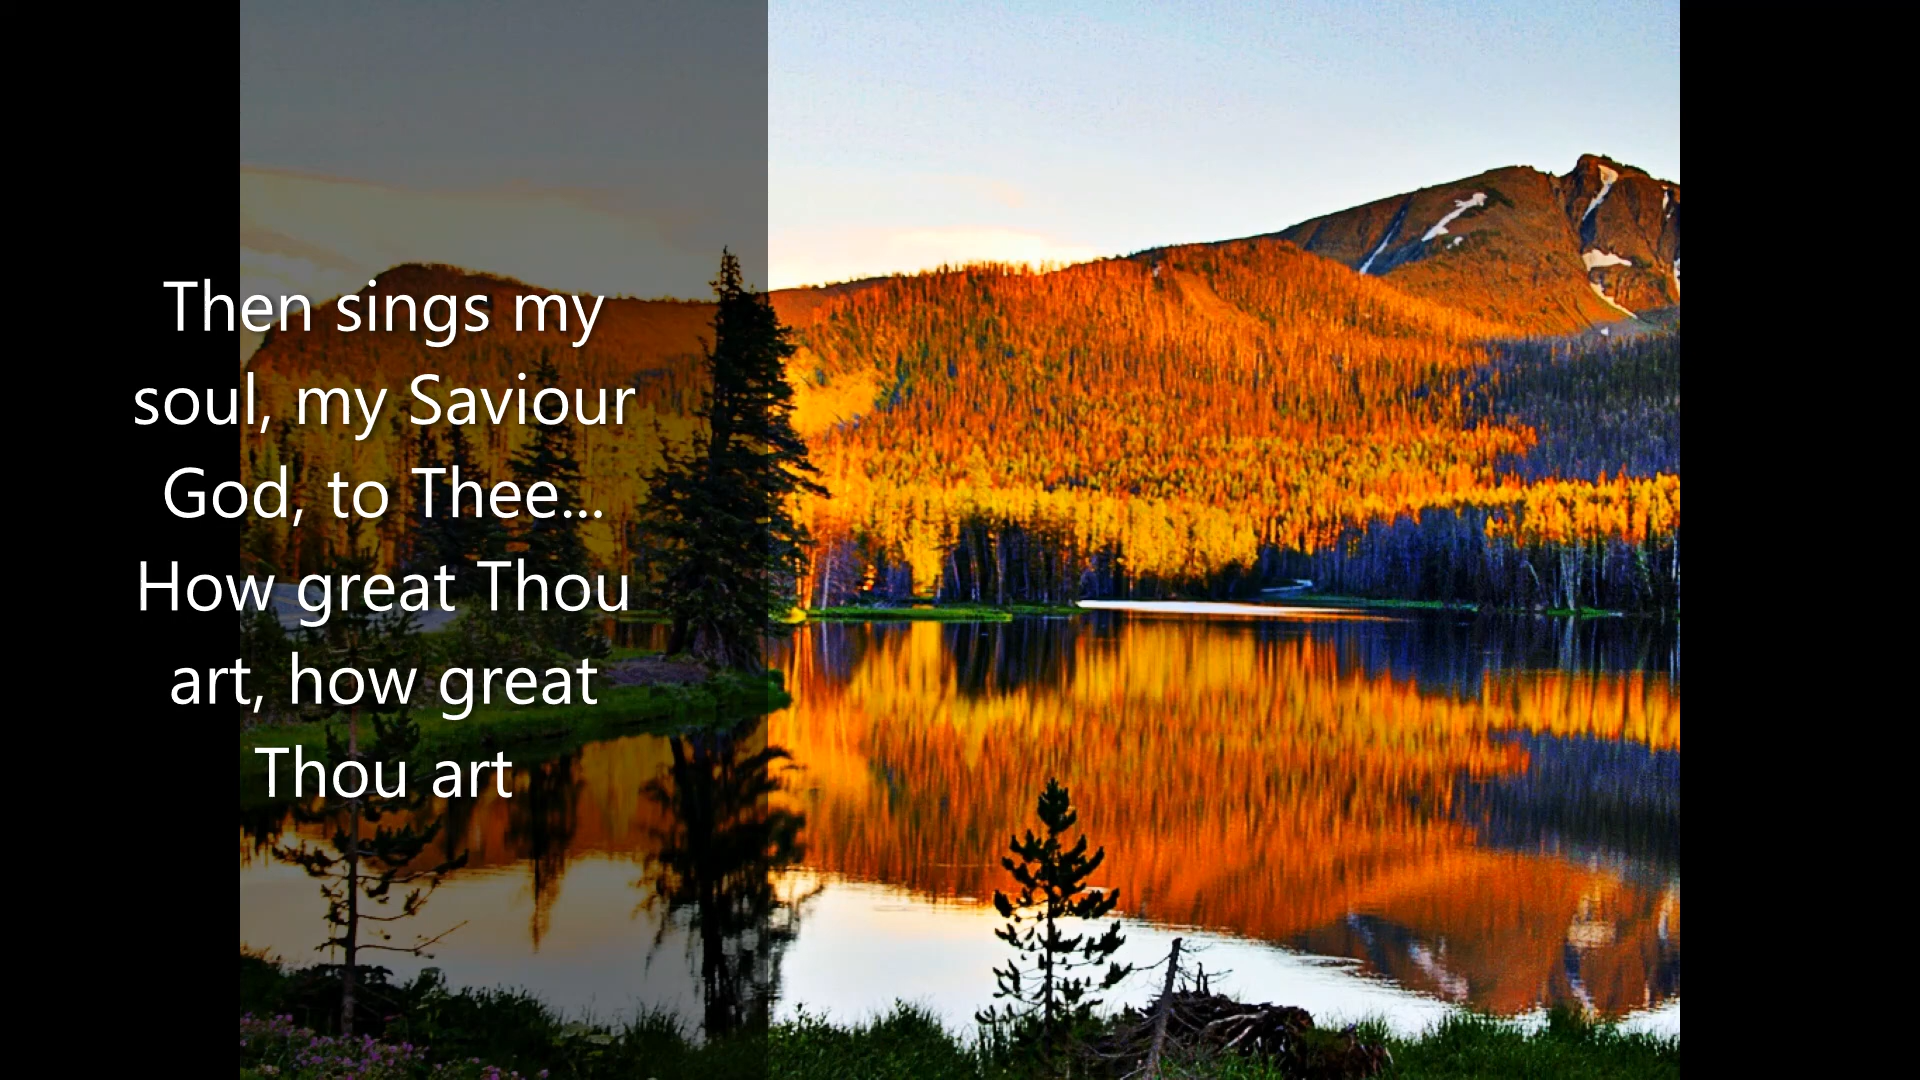 Then sings my
soul, my Saviour
God, to Thee...
How great Thou
art, how great
Thou art